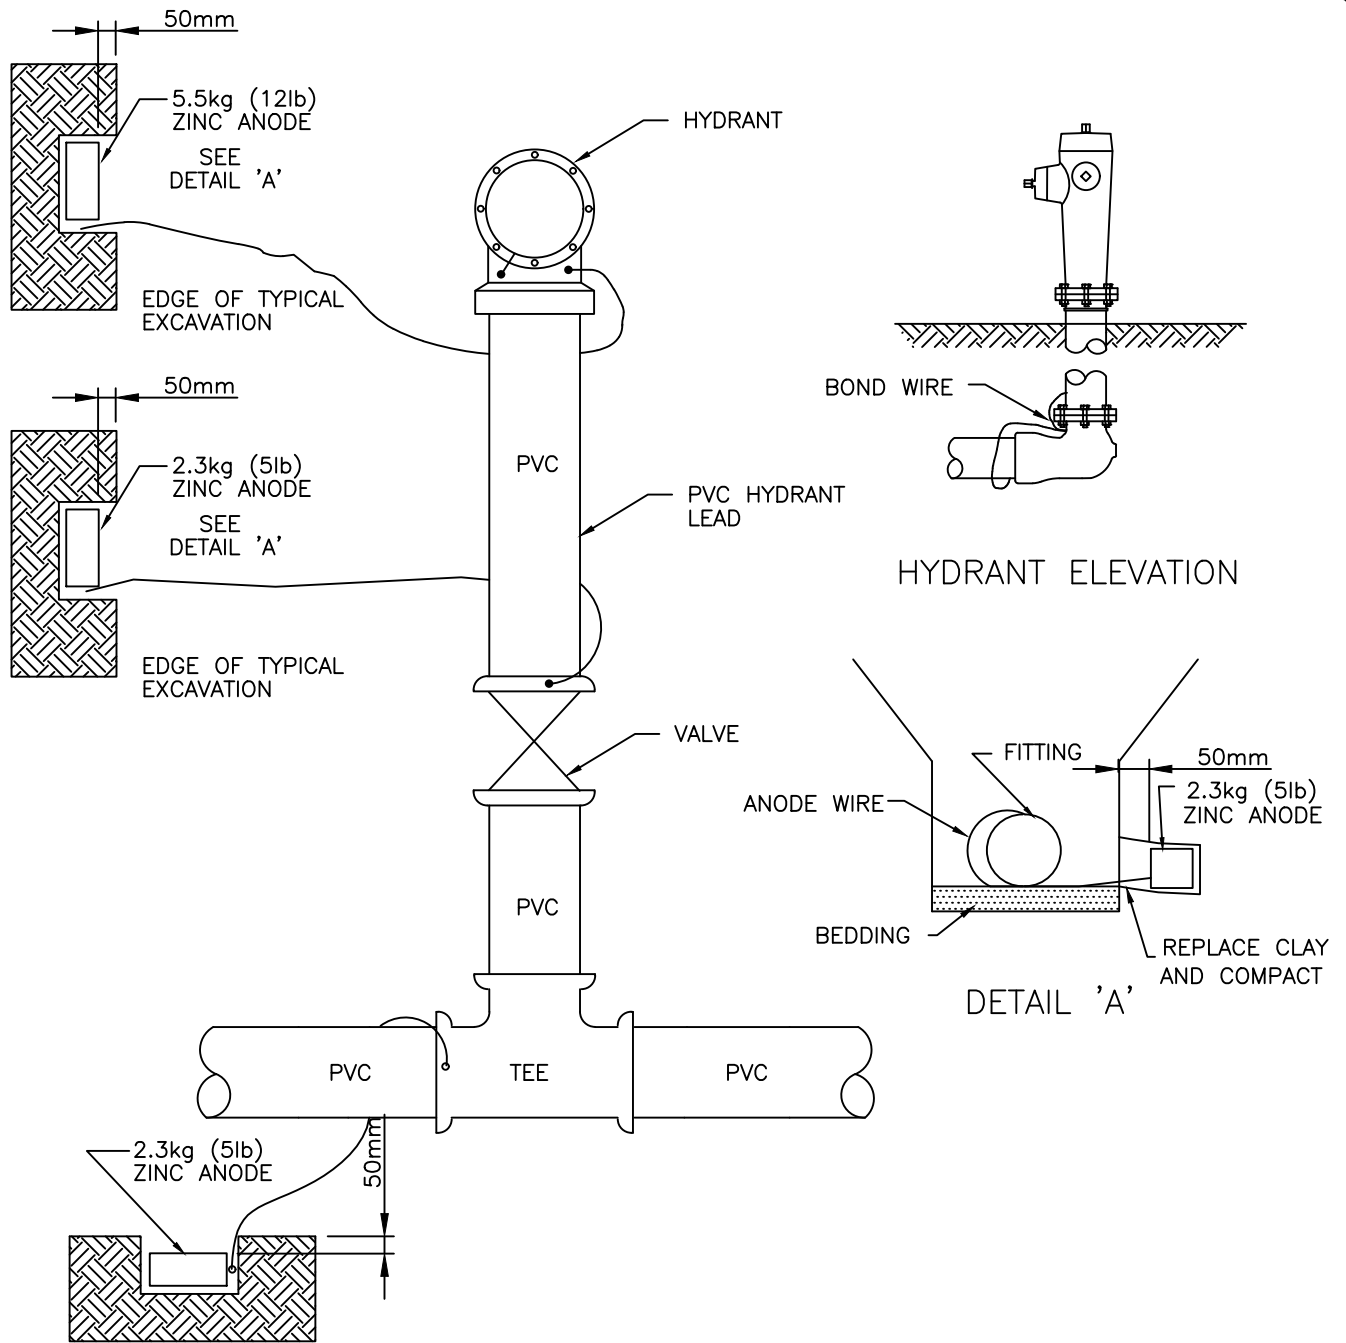 50mm
5.5kg (12lb)
ZINC ANODE
SEE
DETAIL 'A'
EDGE OF TYPICAL
EXCAVATION
HYDRANT
50mm
2.3kg (5lb)
ZINC ANODE
SEE
DETAIL 'A'
EDGE OF TYPICAL
EXCAVATION
PVC
PVC HYDRANT
LEAD
VALVE
PVC
PVC
TEE
PVC
2.3kg (5lb)
ZINC ANODE
50mm
BOND WIRE
HYDRANT ELEVATION
FITTING
50mm
ANODE WIRE
2.3kg (5lb)
ZINC ANODE
BEDDING
REPLACE CLAY
AND COMPACT
DETAIL 'A'